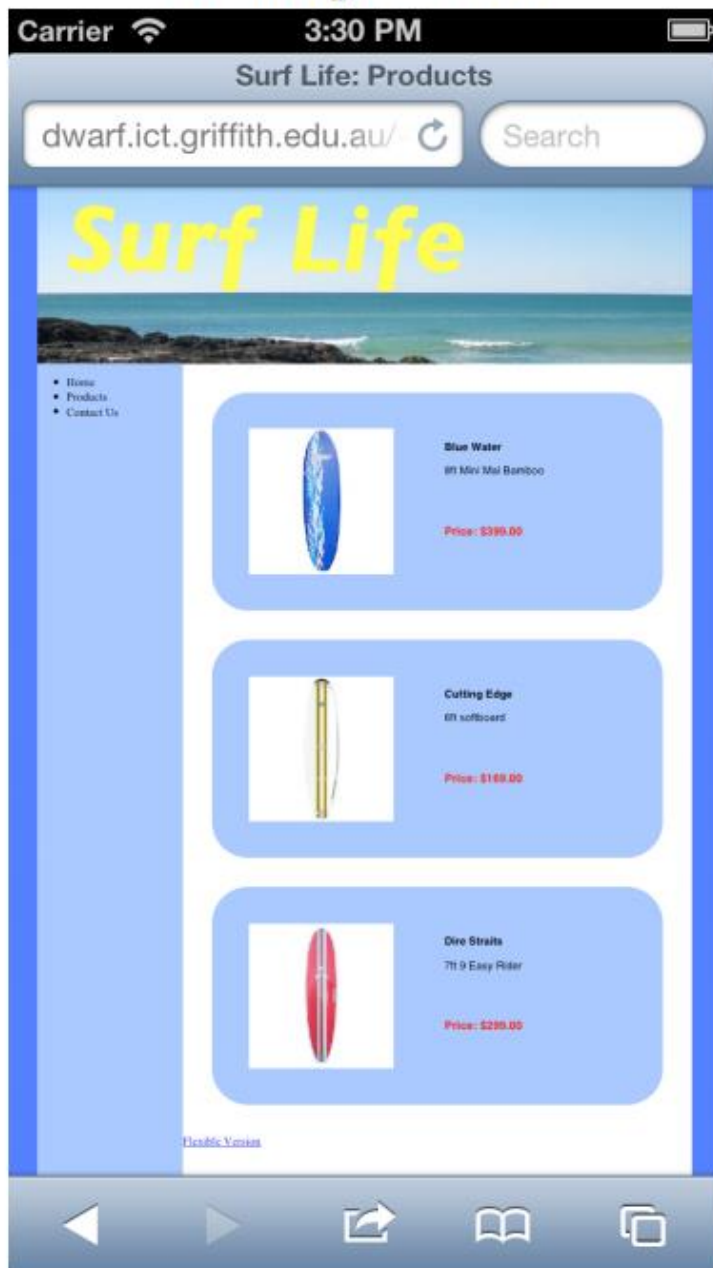 Carrier 3:30 PM
Surf Life: Products
dwarf.ict.griffith.edu.au/
Search
Surf Life
• Home
• Products
• Contact Us
Blue Water
8ft Mini Mal Bamboo
Price: $399.00
Cutting Edge
6ft softboard
Price: $169.00
Dire Straits
7ft 9 Easy Rider
Price: $299.00
Flexible Version